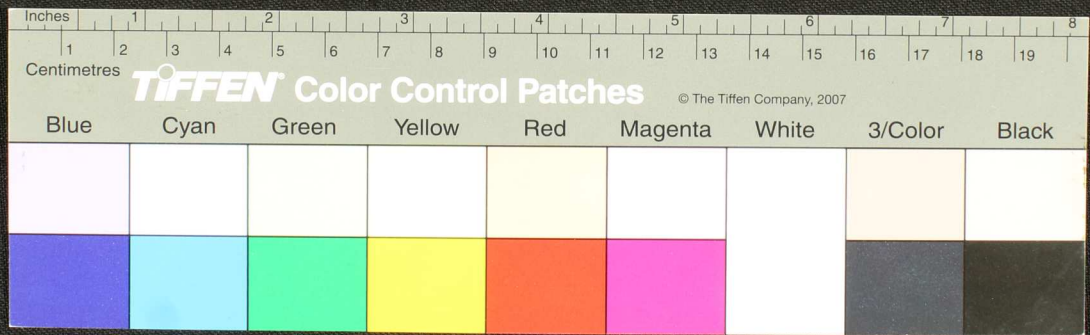 Inches 1 2 3 4 5 6 7 8
1 2 3 4 5 6 7 8 9 10 11 12 13 14 15 16 17 18 19
Centimetres
TIFFEN® Color Control Patches © The Tiffen Company, 2007
Blue Cyan Green Yellow Red Magenta White 3/Color Black